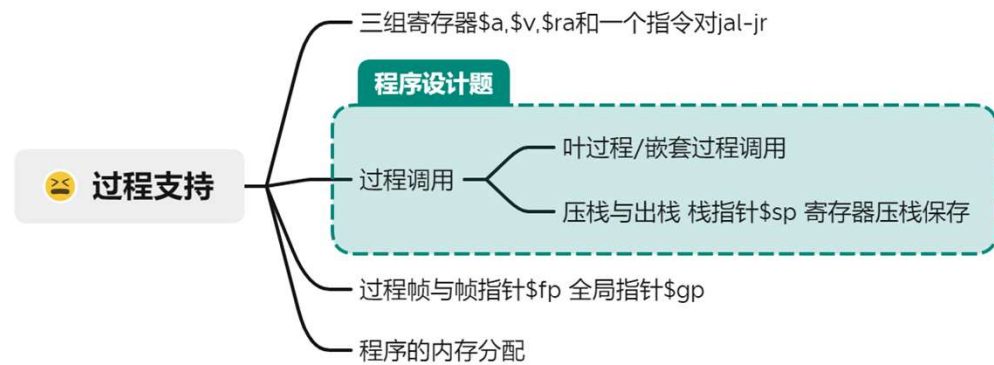 三组寄存器$a,$v,$ra和一个指令对jal-jr
程序设计题
叶过程/嵌套过程调用
过程支持
过程调用
压栈与出栈 栈指针$sp 寄存器压栈保存
过程帧与帧指针$fp 全局指针$gp
程序的内存分配